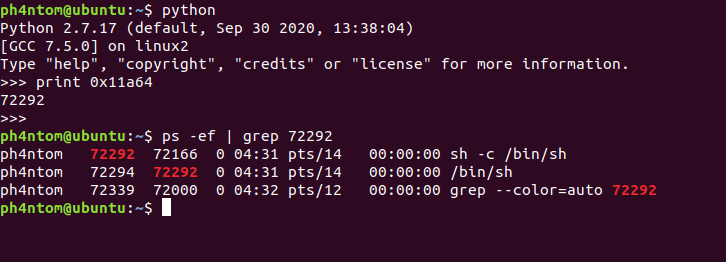 ph4ntom@ubuntu:~$ python
Python 2.7.17 (default, Sep 30 2020, 13:38:04)
[GCC 7.5.0] on linux2
Type "help", "copyright", "credits" or "license" for more information.
>>> print 0x11a64
72292
>>>
ph4ntom@ubuntu:~$ ps -ef | grep 72292
ph4ntom   72292  72166  0 04:31 pts/14   00:00:00 sh -c /bin/sh
ph4ntom   72294  72292  0 04:31 pts/14   00:00:00 /bin/sh
ph4ntom   72339  72000  0 04:32 pts/12   00:00:00 grep --color=auto 72292
ph4ntom@ubuntu:~$